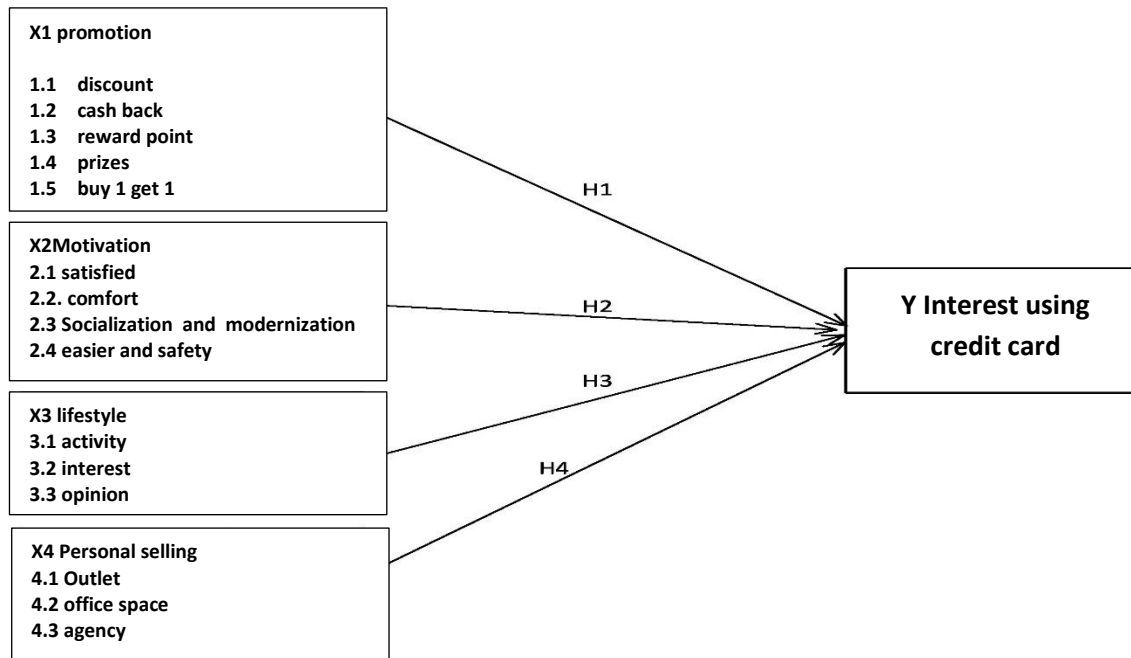 X1 promotion
1.1 discount
1.2 cash back
1.3 reward point
1.4 prizes
1.5 buy 1 get 1
H1
X2Motivation
2.1 satisfied
2.2. comfort
2.3 Socialization and modernization
2.4 easier and safety
H2
Y Interest using
credit card
H3
X3 lifestyle
3.1 activity
3.2 interest
3.3 opinion
H4
X4 Personal selling
4.1 Outlet
4.2 office space
4.3 agency